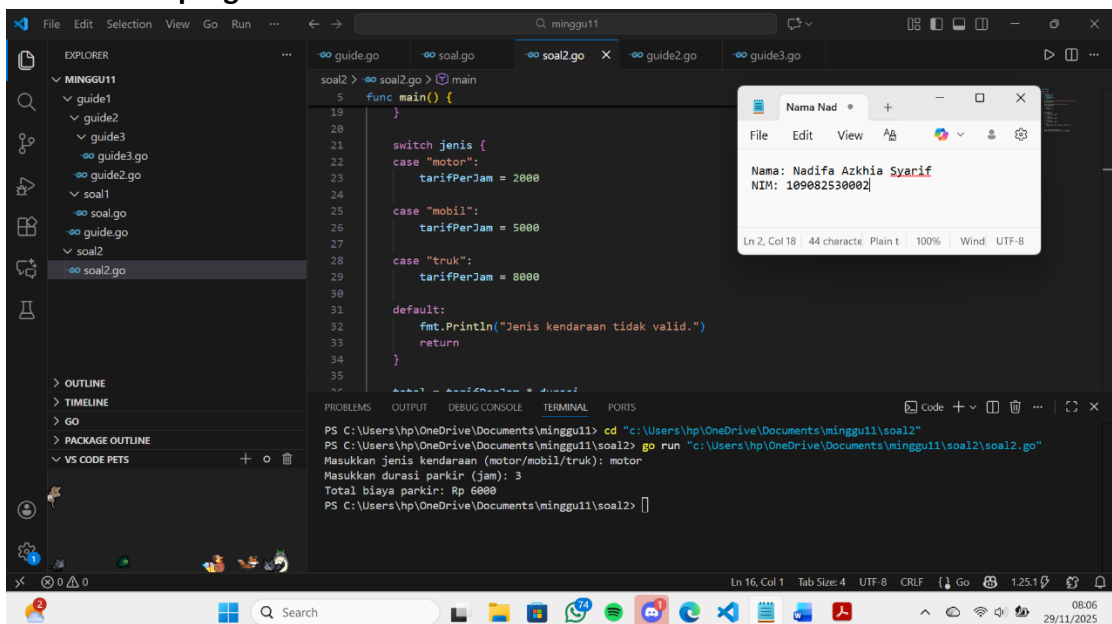 File Edit Selection View Go Run ... minggu11
EXPLORER ...
MINGGU11
guide1
guide2
guide3
guide3.go
guide2.go
soal1
soal.go
guide.go
soal2
soal2.go
OUTLINE
TIMELINE
GO
PACKAGE OUTLINE
VS CODE PETS
guide.go soal.go soal2.go guide2.go guide3.go
soal2 > soal2.go > main
5 func main() {
19 }
20
21 switch jenis {
22 case "motor":
23 tarifPerJam = 2000
24
25 case "mobil":
26 tarifPerJam = 5000
27
28 case "truk":
29 tarifPerJam = 8000
30
31 default:
32 fmt.Println("Jenis kendaraan tidak valid.")
33 return
34 }
35
total = tarifPerJam * durasi
Nama Nad
File Edit View
Nama: Nadifa Azkhia Syarif
NIM: 109082530002
Ln 2, Col 18 44 characte Plain t 100% Wind UTF-8
PROBLEMS OUTPUT DEBUG CONSOLE TERMINAL PORTS Code
PS C:\Users\hp\OneDrive\Documents\minggu11> cd "c:\Users\hp\OneDrive\Documents\minggu11\soal2"
PS C:\Users\hp\OneDrive\Documents\minggu11\soal2> go run "c:\Users\hp\OneDrive\Documents\minggu11\soal2\soal2.go"
Masukkan jenis kendaraan (motor/mobil/truk): motor
Masukkan durasi parkir (jam): 3
Total biaya parkir: Rp 6000
PS C:\Users\hp\OneDrive\Documents\minggu11\soal2>
0 0 Ln 16, Col 1 Tab Size: 4 UTF-8 CRLF Go 1.25.1
Search 08:06
29/11/2025